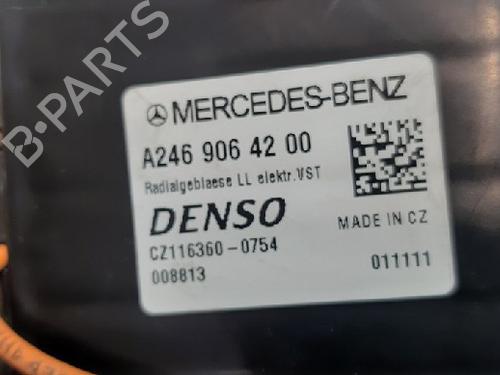 B-PARTS
MERCEDES-BENZ
A246 906 42 00
Radialgeblaese LL elektr.VST
DENSO
MADE IN CZ
CZ116360-0754
008813
011111